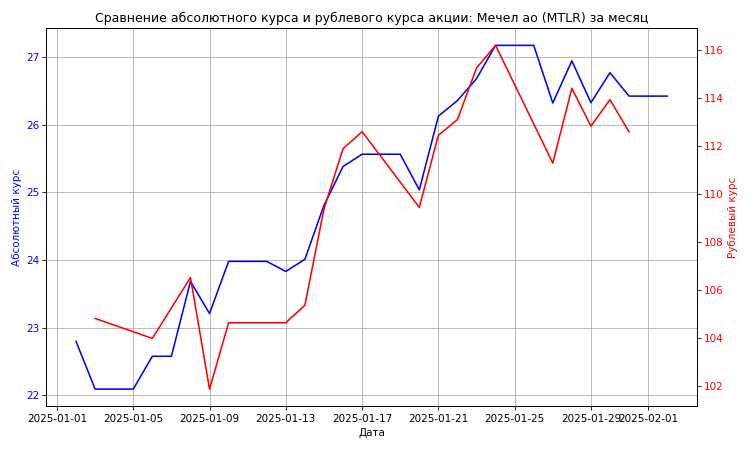 Сравнение абсолютного курса и рублевого курса акции: Мечел ао (MTLR) за месяц
Абсолютный курс
27
26
25
24
23
22
116
114
112
110
108
106
104
102
Рублевый курс
2025-01-01 2025-01-05 2025-01-09 2025-01-13 2025-01-17 2025-01-21 2025-01-25 2025-01-29 2025-02-01
Дата